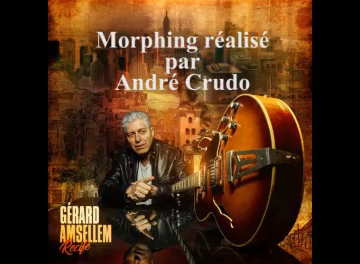 Morphing réalisé
par
André Crudo
GÉRARD
AMSELLEM
Recife